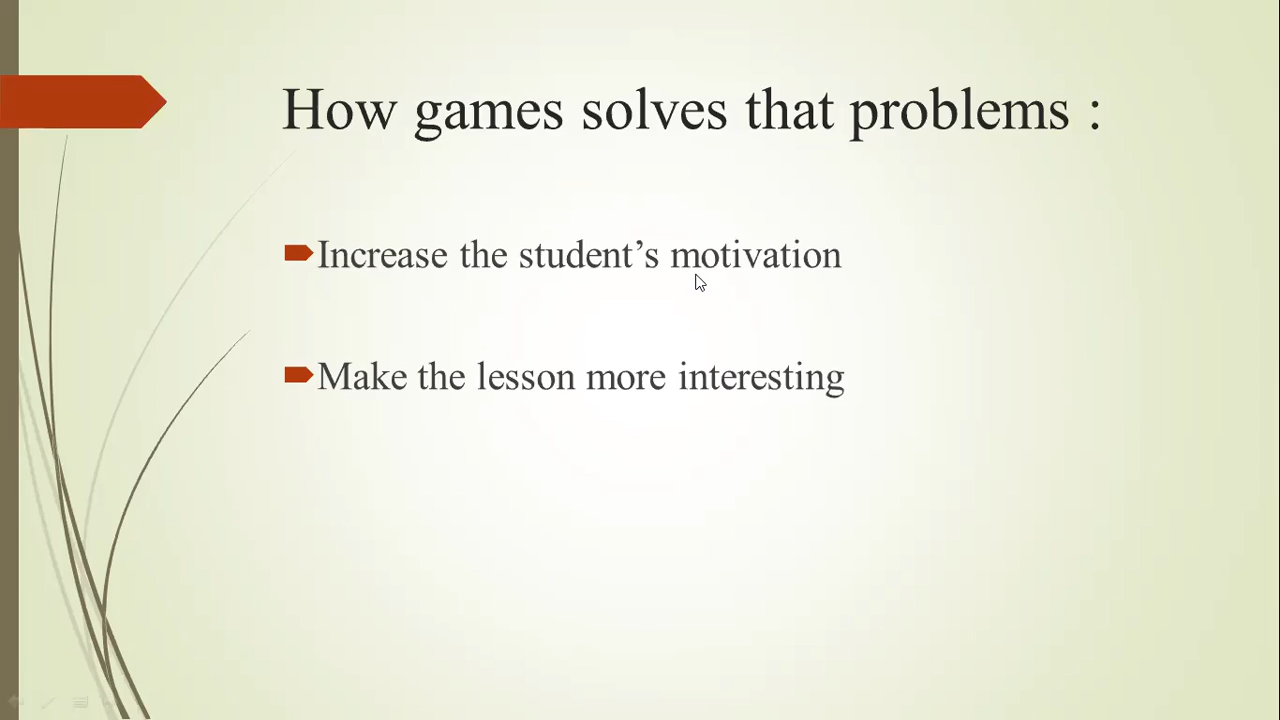 How games solves that problems :
Increase the student’s motivation
Make the lesson more interesting